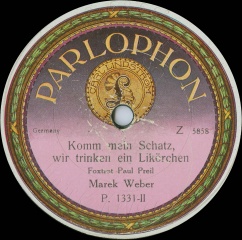 PARLOPHON
Germany
Z 5858
Komm mein Schatz,
wir trinken ein Likörchen
Foxtrot Paul Preil
Marek Weber
P. 1331-II